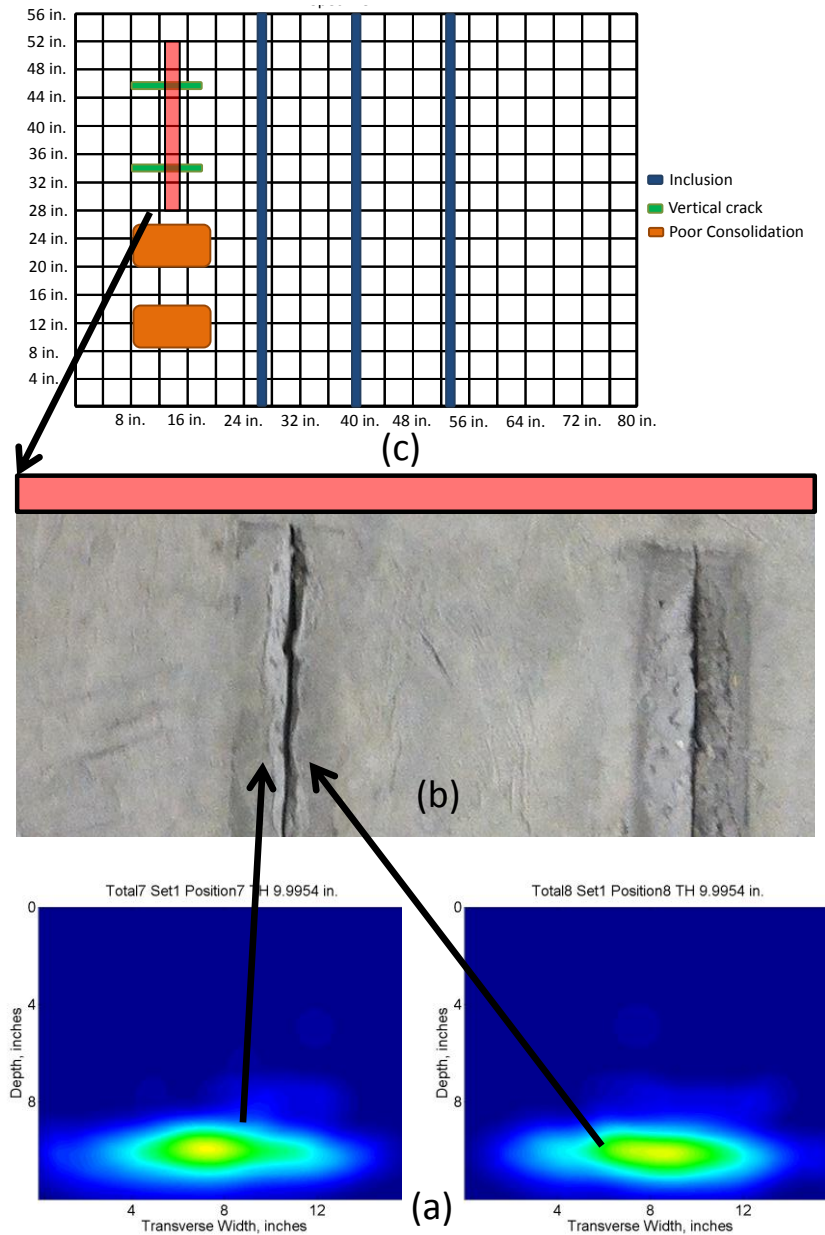 56 in.
52 in.
48 in.
44 in.
40 in.
36 in.
32 in.
28 in.
24 in.
20 in.
16 in.
12 in.
8 in.
4 in.
8 in. 16 in. 24 in. 32 in. 40 in. 48 in. 56 in. 64 in. 72 in. 80 in.
Inclusion
Vertical crack
Poor Consolidation
(c)
(b)
Total7 Set1 Position7 TH 9.9954 in.
0
4
8
Depth, inches
4 8 12
Transverse Width, inches
(a)
Total8 Set1 Position8 TH 9.9954 in.
0
4
8
Depth, inches
4 8 12
Transverse Width, inches